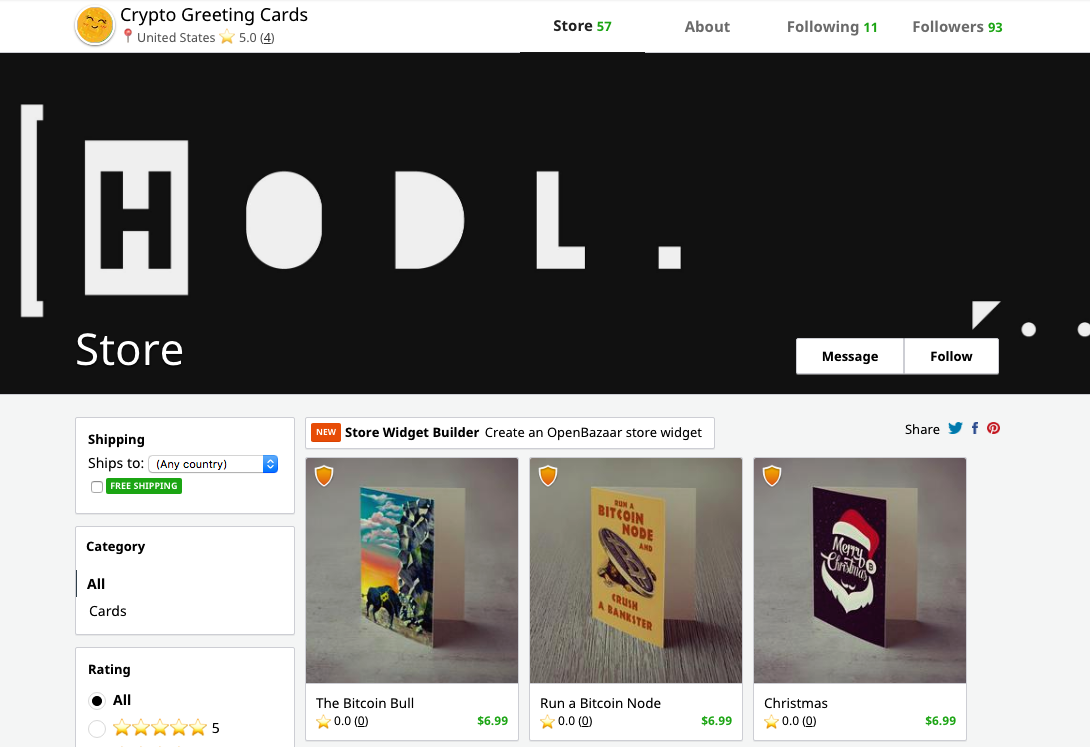 Crypto Greeting Cards
United States 5.0 (4)
Store 57
About
Following 11
Followers 93
HODL.
Store
Message
Follow
Shipping
Ships to: (Any country)
FREE SHIPPING
Category
All
Cards
Rating
All
5
NEW Store Widget Builder Create an OpenBazaar store widget
Share
The Bitcoin Bull
0.0 (0) $6.99
RUN A
BITCOIN
NODE
AND
CRUSH
A BANKSTER
Run a Bitcoin Node
0.0 (0) $6.99
Merry
Christmas
Christmas
0.0 (0) $6.99